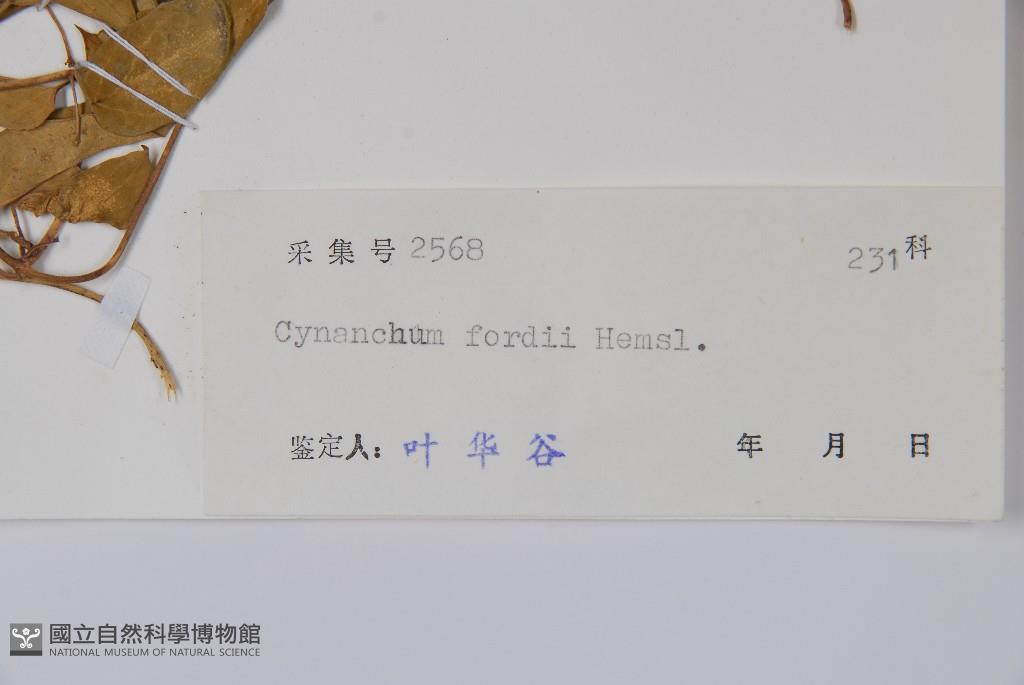 采集号 2568
231科
Cynanchum fordii Hemsl.
鉴定人: 叶华谷 年 月 日
國立自然科學博物館
NATIONAL MUSEUM OF NATURAL SCIENCE